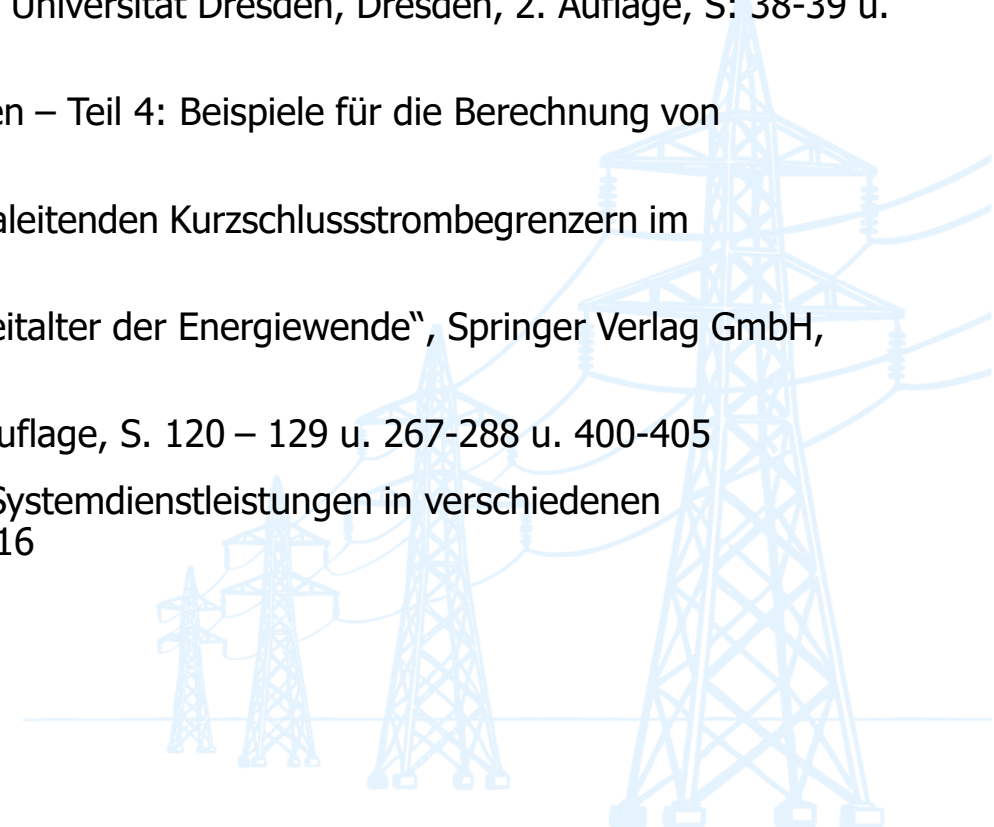 Universität Dresden, Dresden, 2. Auflage, S: 38-39 u.
en – Teil 4: Beispiele für die Berechnung von
aleitenden Kurzschlussstrombegrenzern im
eitalter der Energiewende“, Springer Verlag GmbH,
uflage, S. 120 – 129 u. 267-288 u. 400-405
Systemdienstleistungen in verschiedenen
16